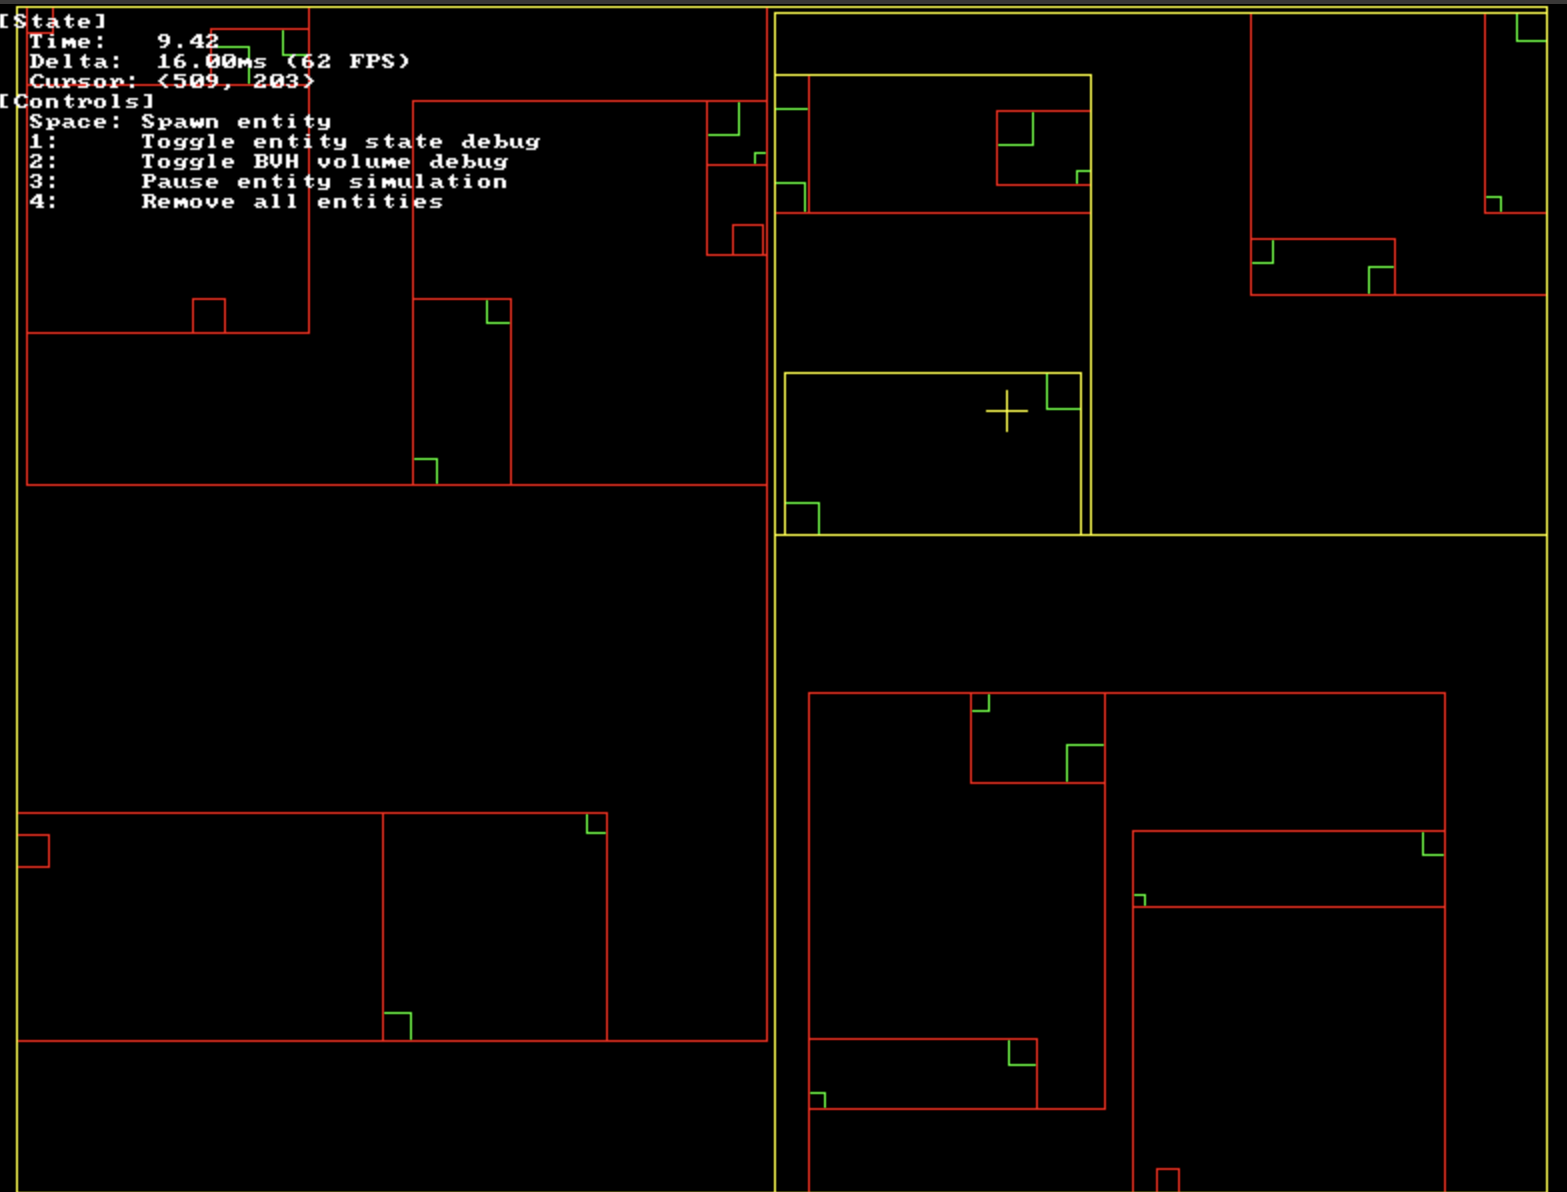 [State]
Time: 9.42
Delta: 16.00ms (62 FPS)
Cursor: <509, 203>
[Controls]
Space: Spawn entity
1: Toggle entity state debug
2: Toggle BVH volume debug
3: Pause entity simulation
4: Remove all entities